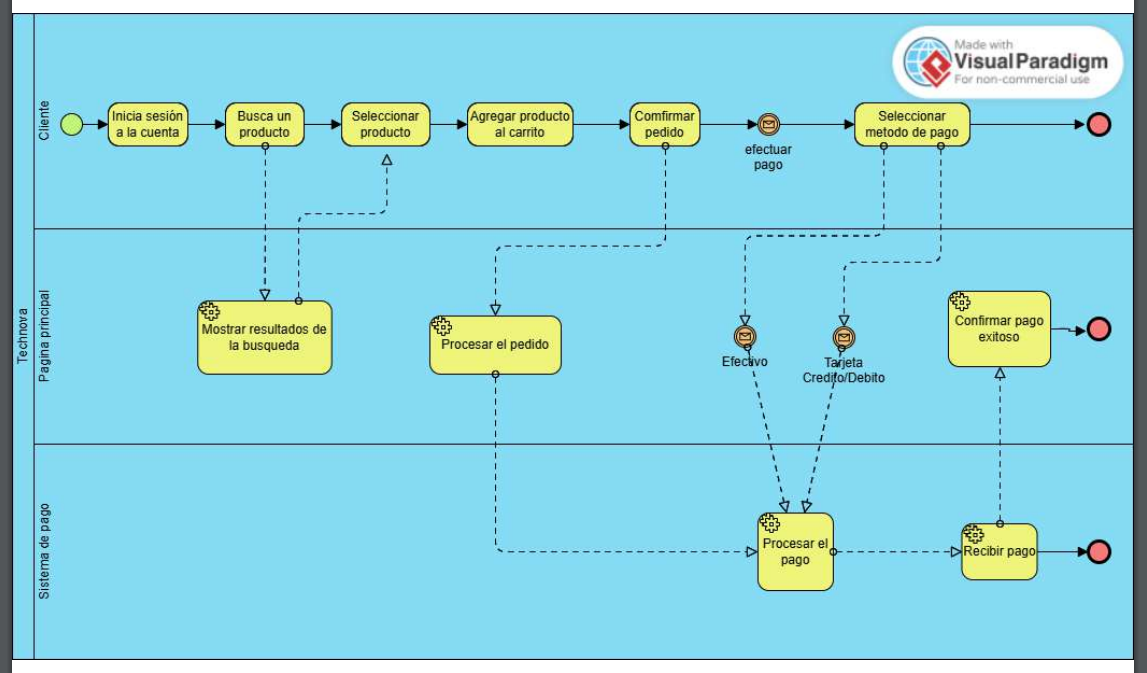 Made with
Visual Paradigm
For non-commercial use
Technova
Cliente
Inicia sesión
a la cuenta
Busca un
producto
Seleccionar
producto
Agregar producto
al carrito
Comfirmar
pedido
efectuar
pago
Seleccionar
metodo de pago
Pagina principal
Mostrar resultados de
la busqueda
Procesar el pedido
Efectivo
Tarjeta
Credito/Debito
Confirmar pago
exitoso
Sistema de pago
Procesar el
pago
Recibir pago